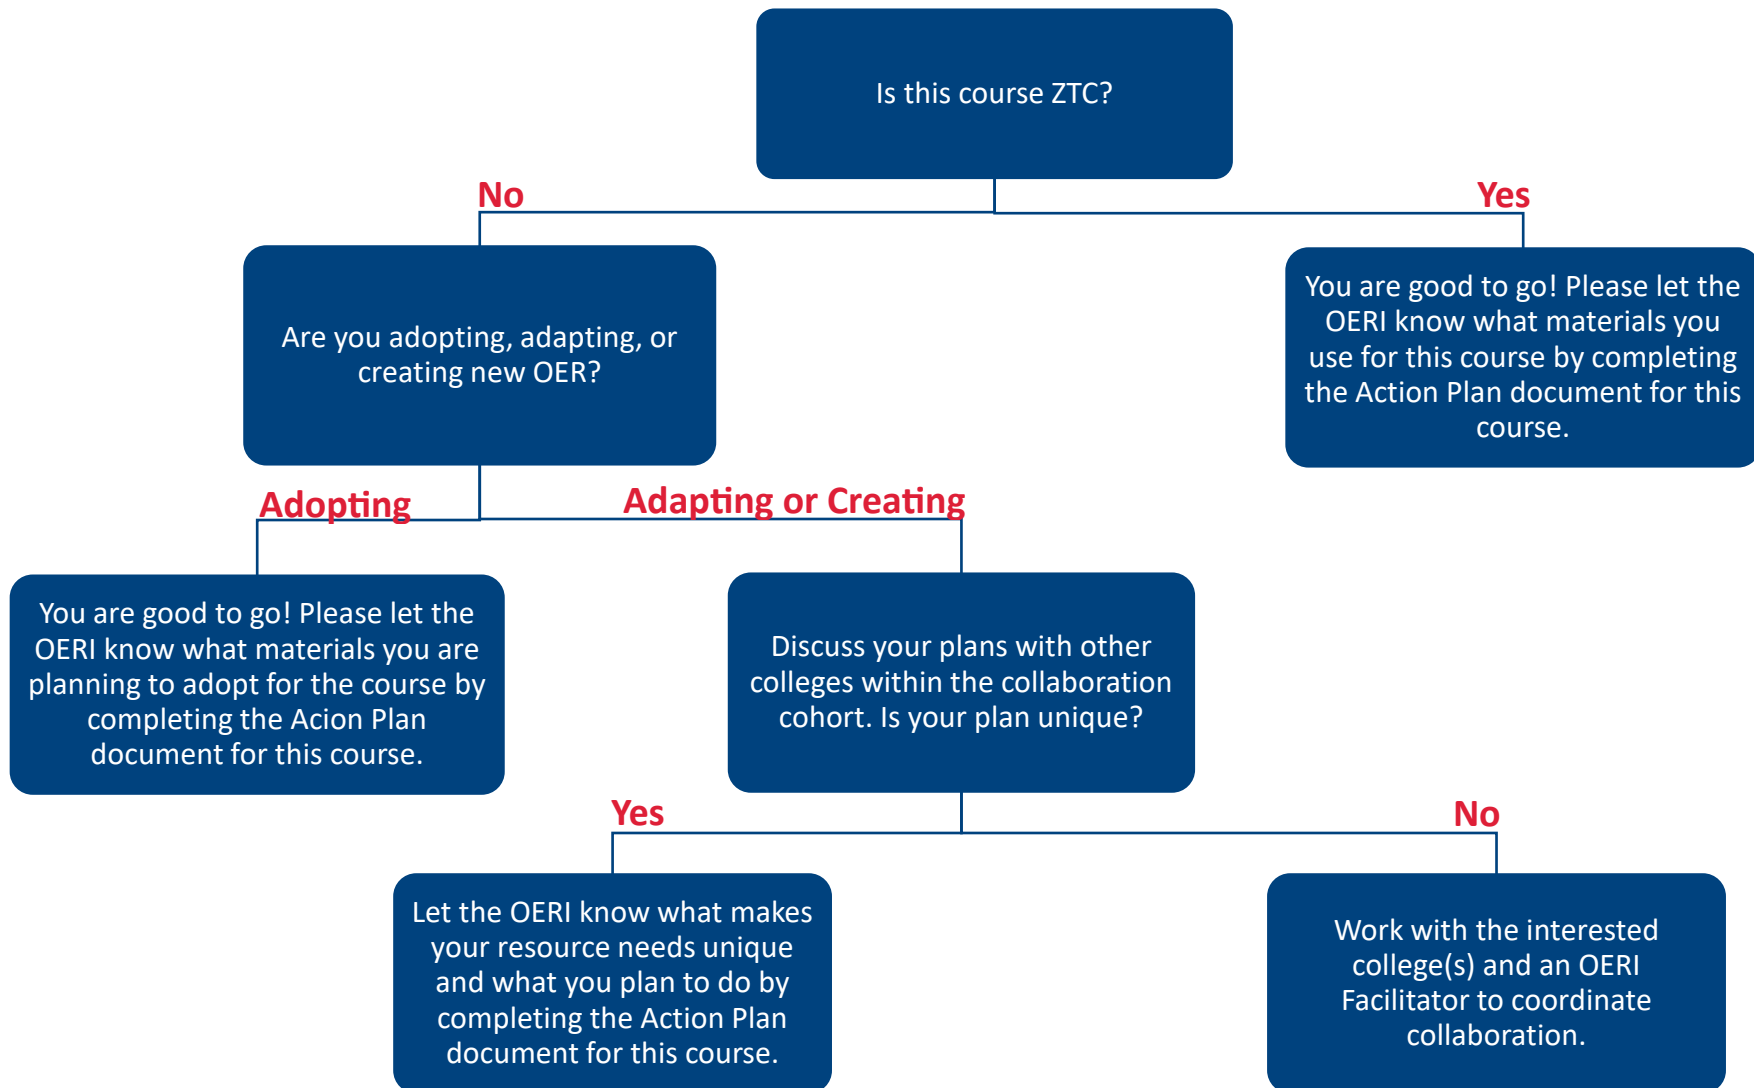 Is this course ZTC?
No
Yes
Are you adopting, adapting, or
creating new OER?
You are good to go! Please let the
OERI know what materials you
use for this course by completing
the Action Plan document for this
course.
Adopting
Adapting or Creating
You are good to go! Please let the
OERI know what materials you are
planning to adopt for the course by
completing the Acion Plan
document for this course.
Discuss your plans with other
colleges within the collaboration
cohort. Is your plan unique?
Yes
No
Let the OERI know what makes
your resource needs unique
and what you plan to do by
completing the Action Plan
document for this course.
Work with the interested
college(s) and an OERI
Facilitator to coordinate
collaboration.